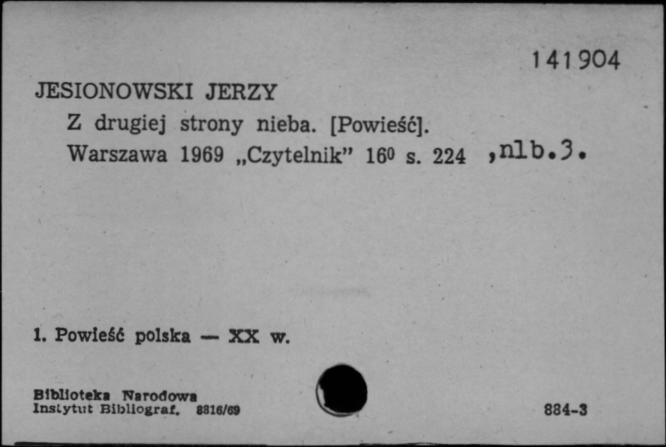 141904
JESIONOWSKI JERZY
Z drugiej strony nieba. [Powieść].
Warszawa 1969 „Czytelnik” 16º s. 224 ,nlb.3.
1. Powieść polska — XX w.
Biblioteka Narodowa
Instytut Bibliograf. 8816/69
884-3